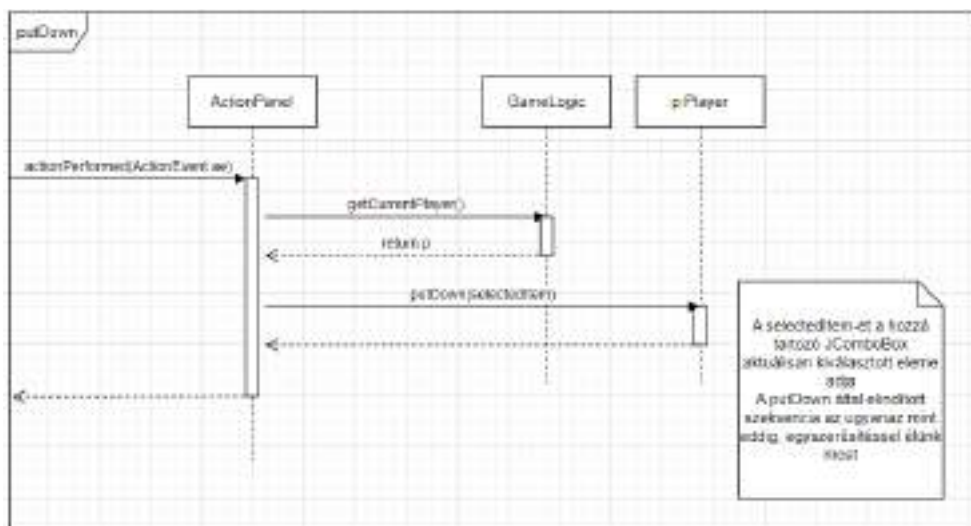 putDown
ActionPanel
GameLogic
p:Player
actionPerformed(ActionEvent ae)
getCurrentPlayer()
return p
putDown(selectedItem)
A selectedItem-et a hozzá
tartozó JComboBox
aktuálisan kiválasztott eleme
adja
A putDown által elindított
szekvencia az ugyanaz mint
eddig, egyszerűsítéssel élünk
most